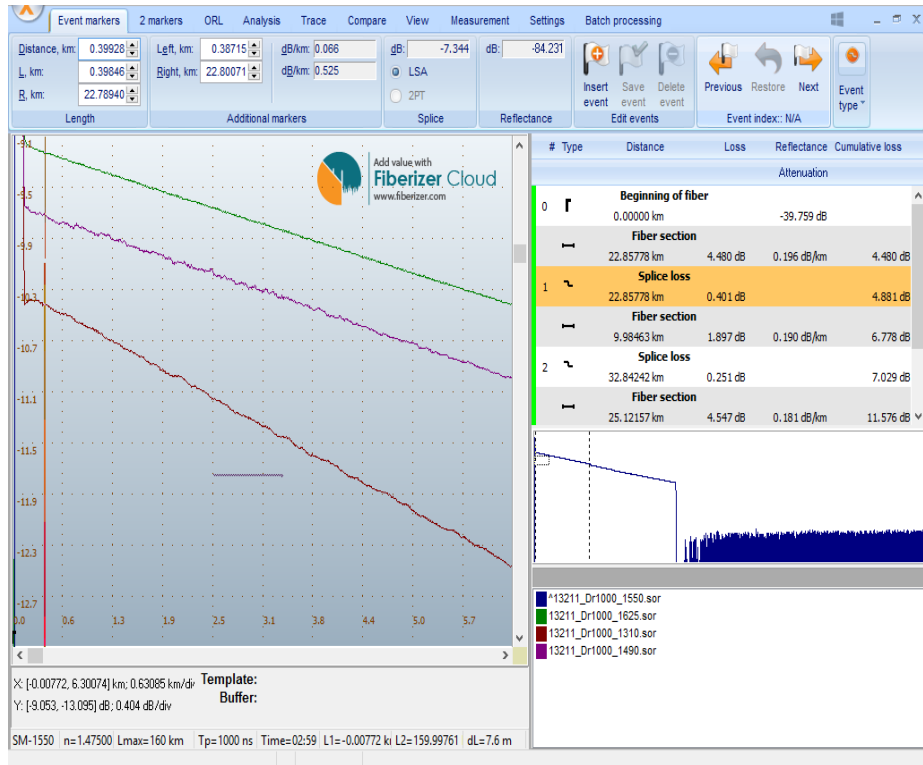 Event markers 2 markers ORL Analysis Trace Compare View Measurement Settings Batch processing
Distance, km: 0.39928 Left, km: 0.38715 dB/km: 0.066 dB: -7.344 dB: -84.231
L, km: 0.39846 Right, km: 22.80071 dB/km: 0.525 LSA
R, km: 22.78940 2PT
Insert event Save event Delete event Previous Restore Next Event type
Length Additional markers Splice Reflectance Edit events Event index:: N/A
Add value with
Fiberizer Cloud
www.fiberizer.com
-9.1
-9.5
-9.9
-10.3
-10.7
-11.1
-11.5
-11.9
-12.3
-12.7
0.0 0.6 1.3 1.9 2.5 3.1 3.8 4.4 5.0 5.7
X: [-0.00772, 6.30074] km; 0.63085 km/div
Y: [-9.053, -13.095] dB; 0.404 dB/div
Template:
Buffer:
# Type Distance Loss Reflectance Cumulative loss
Attenuation
0 Beginning of fiber
0.00000 km -39.759 dB
Fiber section
22.85778 km 4.480 dB 0.196 dB/km 4.480 dB
1 Splice loss
22.85778 km 0.401 dB 4.881 dB
Fiber section
9.98463 km 1.897 dB 0.190 dB/km 6.778 dB
2 Splice loss
32.84242 km 0.251 dB 7.029 dB
Fiber section
25.12157 km 4.547 dB 0.181 dB/km 11.576 dB
^13211_Dr1000_1550.sor
13211_Dr1000_1625.sor
13211_Dr1000_1310.sor
13211_Dr1000_1490.sor
SM-1550 n=1.47500 Lmax=160 km Tp=1000 ns Time=02:59 L1=-0.00772 ki L2=159.99761 dL=7.6 m